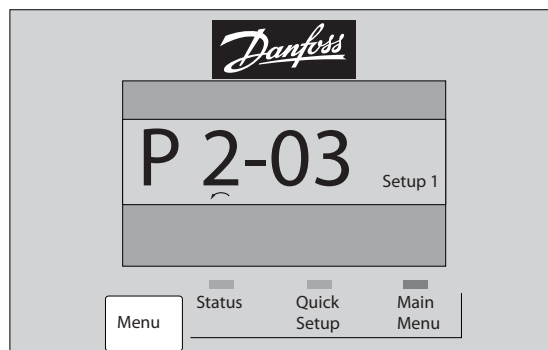 Danfoss
P 2-03
Setup 1
Status
Quick
Setup
Main
Menu
Menu